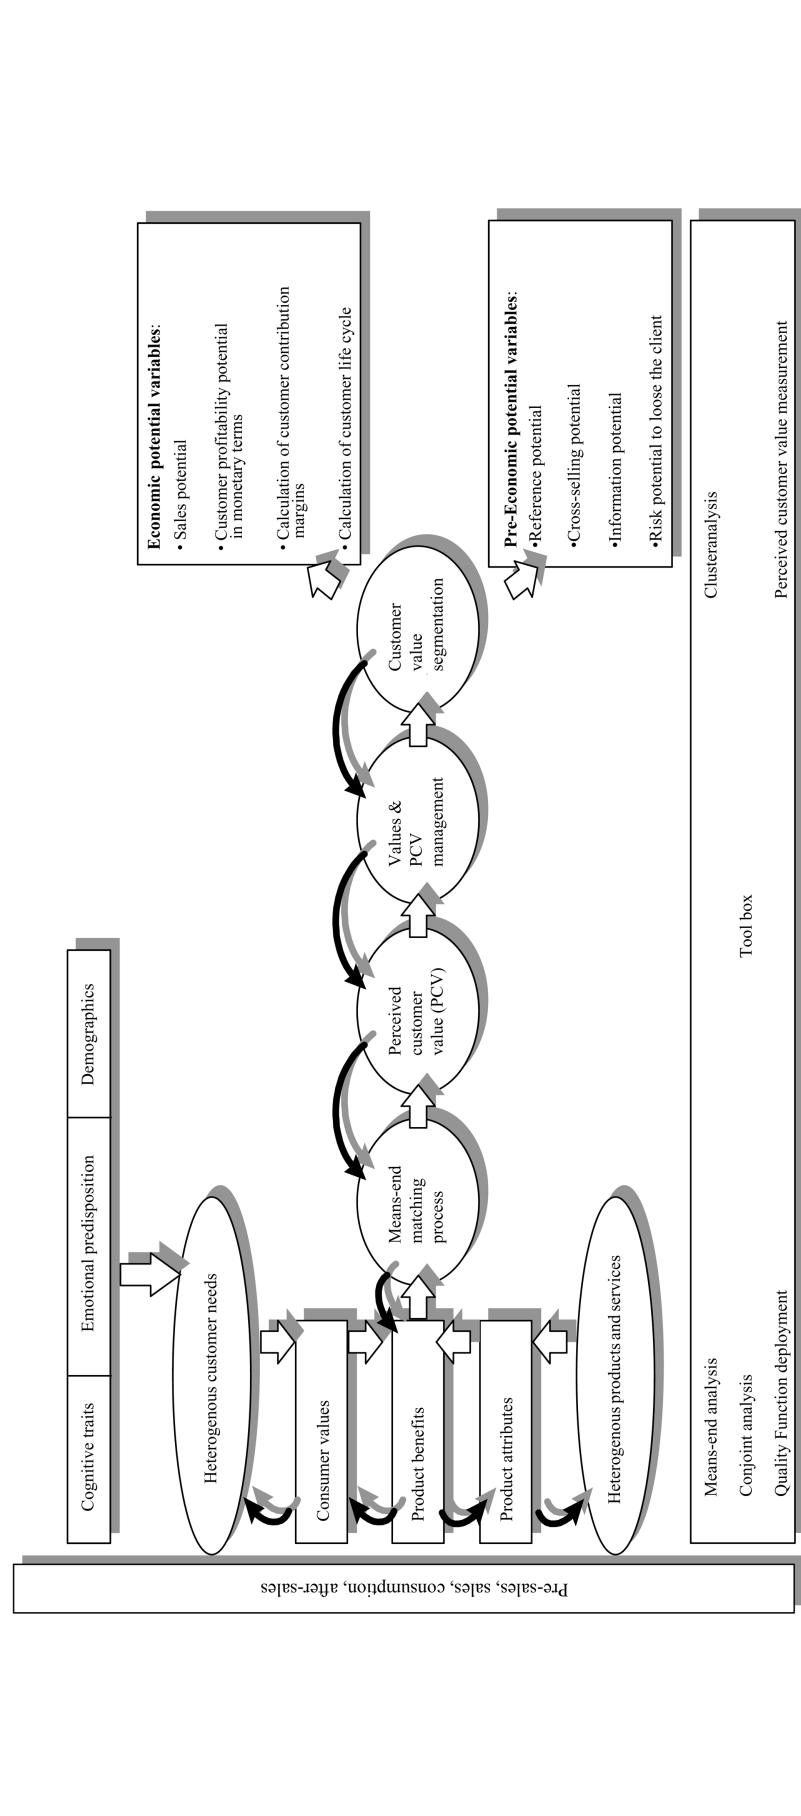 Pre-sales, sales, consumption, after-sales
Cognitive traits
Emotional predisposition
Demographics
Heterogenous customer needs
Consumer values
Product benefits
Product attributes
Heterogenous products and services
Means-end
matching
process
Perceived
customer
value (PCV)
Values &
PCV
management
Customer
value
segmentation
Economic potential variables:
• Sales potential
• Customer profitability potential
in monetary terms
• Calculation of customer contribution
margins
• Calculation of customer life cycle
Pre-Economic potential variables:
•Reference potential
•Cross-selling potential
•Information potential
•Risk potential to loose the client
Means-end analysis
Conjoint analysis
Quality Function deployment
Tool box
Clusteranalysis
Perceived customer value measurement